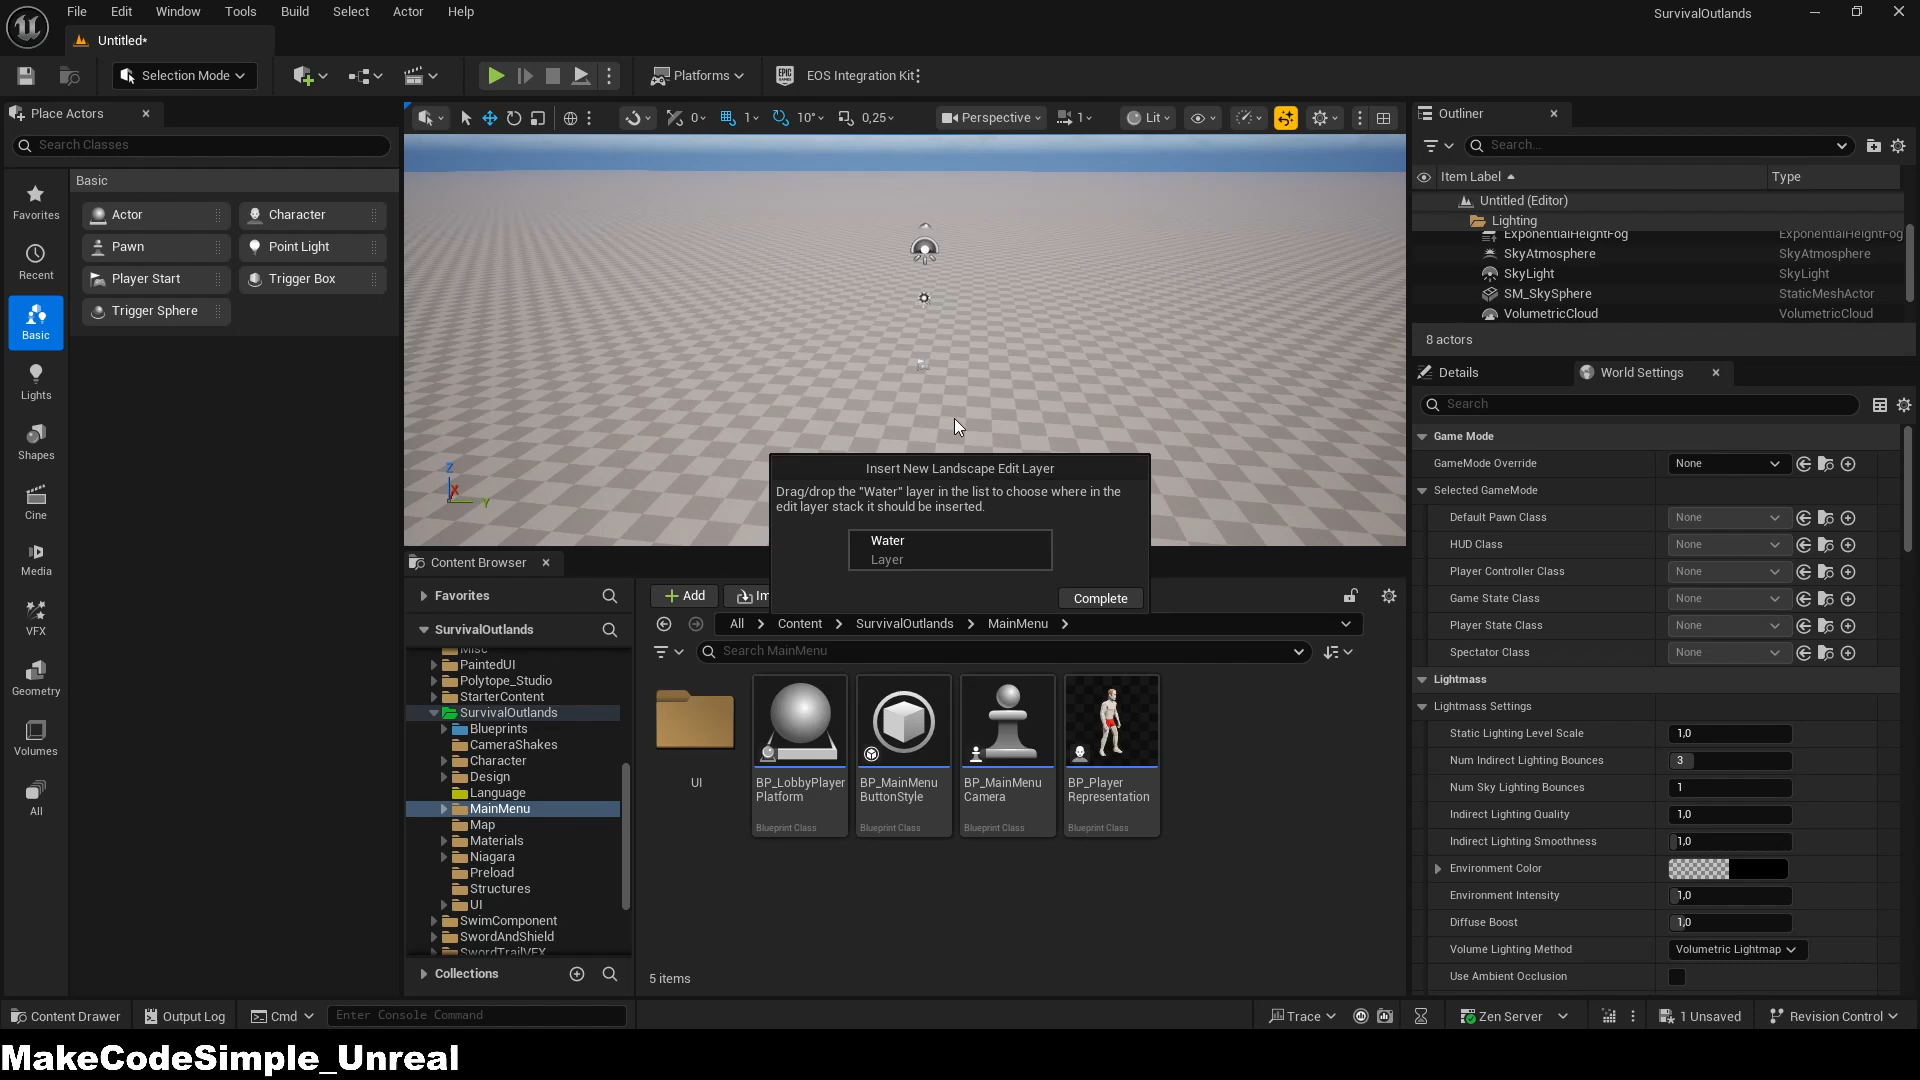 File Edit Window Tools Build Select Actor Help
SurvivalOutlands
Untitled*
Selection Mode
Platforms
EOS Integration Kit
Place Actors
Search Classes
Favorites
Recent
Basic
Lights
Shapes
Cine
Media
VFX
Geometry
Volumes
All
Basic
Actor
Character
Pawn
Point Light
Player Start
Trigger Box
Trigger Sphere
0 1 10° 0,25 Perspective 1 Lit
Z
X
Y
Insert New Landscape Edit Layer
Drag/drop the "Water" layer in the list to choose where in the
edit layer stack it should be inserted.
Water
Layer
Complete
Outliner
Search...
Item Label Type
Untitled (Editor)
Lighting
ExponentialHeightFog ExponentialHeightFog
SkyAtmosphere SkyAtmosphere
SkyLight SkyLight
SM_SkySphere StaticMeshActor
VolumetricCloud VolumetricCloud
8 actors
Details
World Settings
Search
Game Mode
GameMode Override None
Selected GameMode
Default Pawn Class None
HUD Class None
Player Controller Class None
Game State Class None
Player State Class None
Spectator Class None
Lightmass
Lightmass Settings
Static Lighting Level Scale 1,0
Num Indirect Lighting Bounces 3
Num Sky Lighting Bounces 1
Indirect Lighting Quality 1,0
Indirect Lighting Smoothness 1,0
Environment Color
Environment Intensity 1,0
Diffuse Boost 1,0
Volume Lighting Method Volumetric Lightmap
Use Ambient Occlusion
Content Browser
Favorites
SurvivalOutlands
Misc
PaintedUI
Polytope_Studio
StarterContent
SurvivalOutlands
Blueprints
CameraShakes
Character
Design
Language
MainMenu
Map
Materials
Niagara
Preload
Structures
UI
SwimComponent
SwordAndShield
SwordTrailVFX
Collections
Add
Im
All > Content > SurvivalOutlands > MainMenu >
Search MainMenu
UI
BP_LobbyPlayer
Platform
Blueprint Class
BP_MainMenu
ButtonStyle
Blueprint Class
BP_MainMenu
Camera
Blueprint Class
BP_Player
Representation
Blueprint Class
5 items
Content Drawer
Output Log
Cmd
Enter Console Command
Trace
Zen Server
1 Unsaved
Revision Control
MakeCodeSimple_Unreal